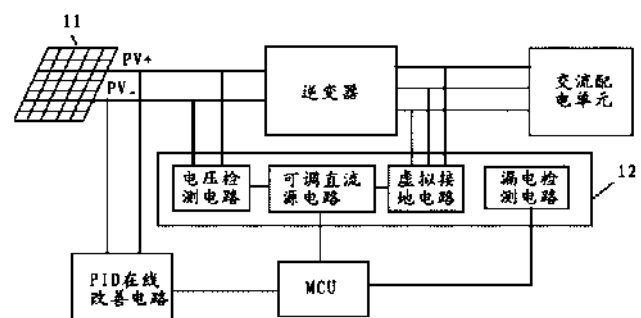 11
PV+
PV-
逆变器
交流配
电单元
电压检
测电路
可调直流
源电路
虚拟接
地电路
漏电检
测电路
12
PID在线
改善电路
MCU